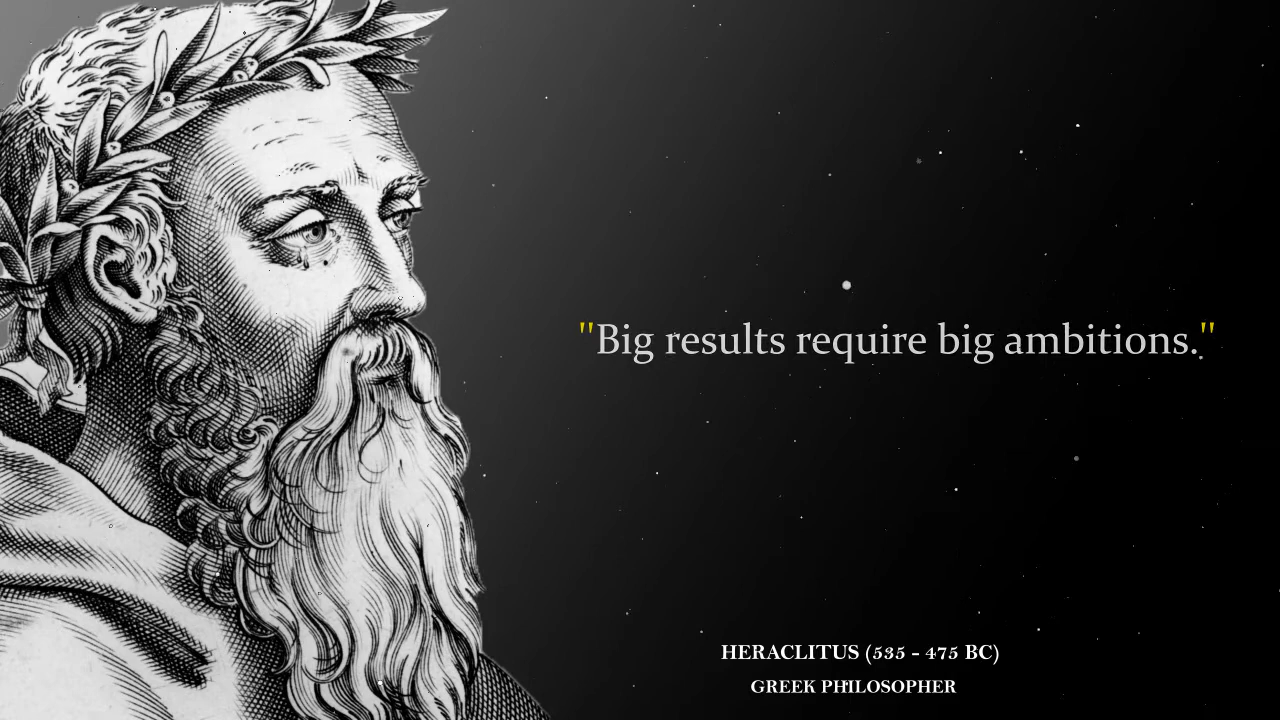 "Big results require big ambitions."
HERACLITUS (535 - 475 BC)
GREEK PHILOSOPHER